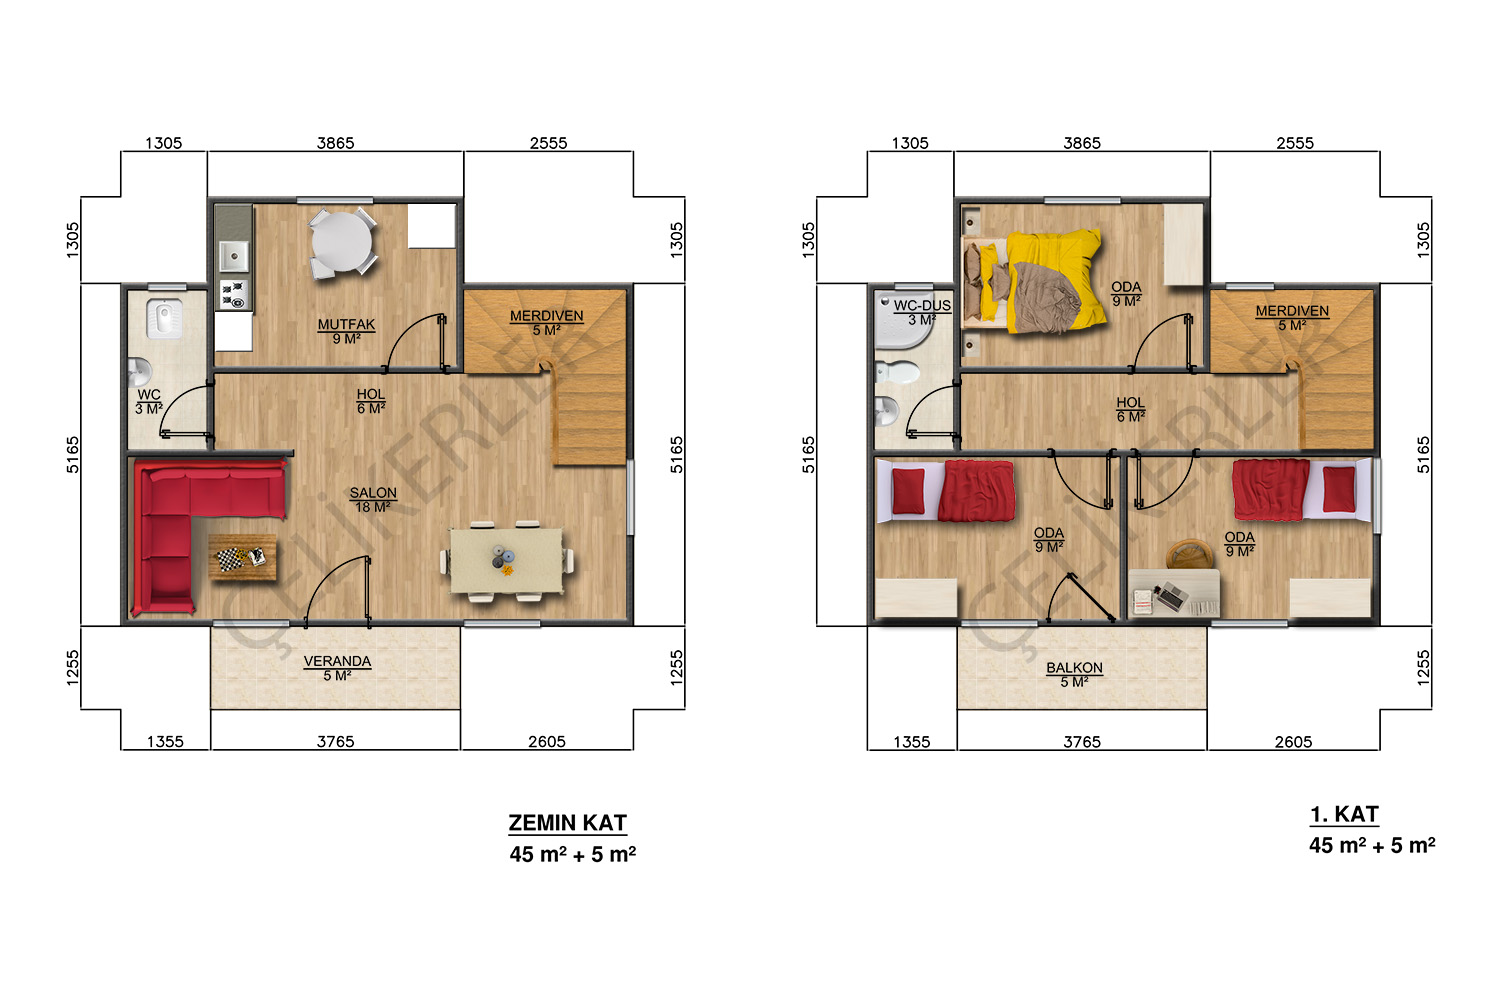 1305 3865 2555
1305
1305
5165
5165
1255
1255
MUTFAK
9 M²
MERDIVEN
5 M²
WC
3 M²
HOL
6 M²
SALON
18 M²
VERANDA
5 M²
1355 3765 2605
ZEMIN KAT
45 m² + 5 m²
ÇELİKERLER
1305 3865 2555
1305
1305
5165
5165
1255
ODA
9 M²
WC-DUS
3 M²
MERDIVEN
5 M²
HOL
6 M²
ODA
9 M²
ODA
9 M²
BALKON
5 M²
1355 3765 2605
1. KAT
45 m² + 5 m²
ÇELİKERLER